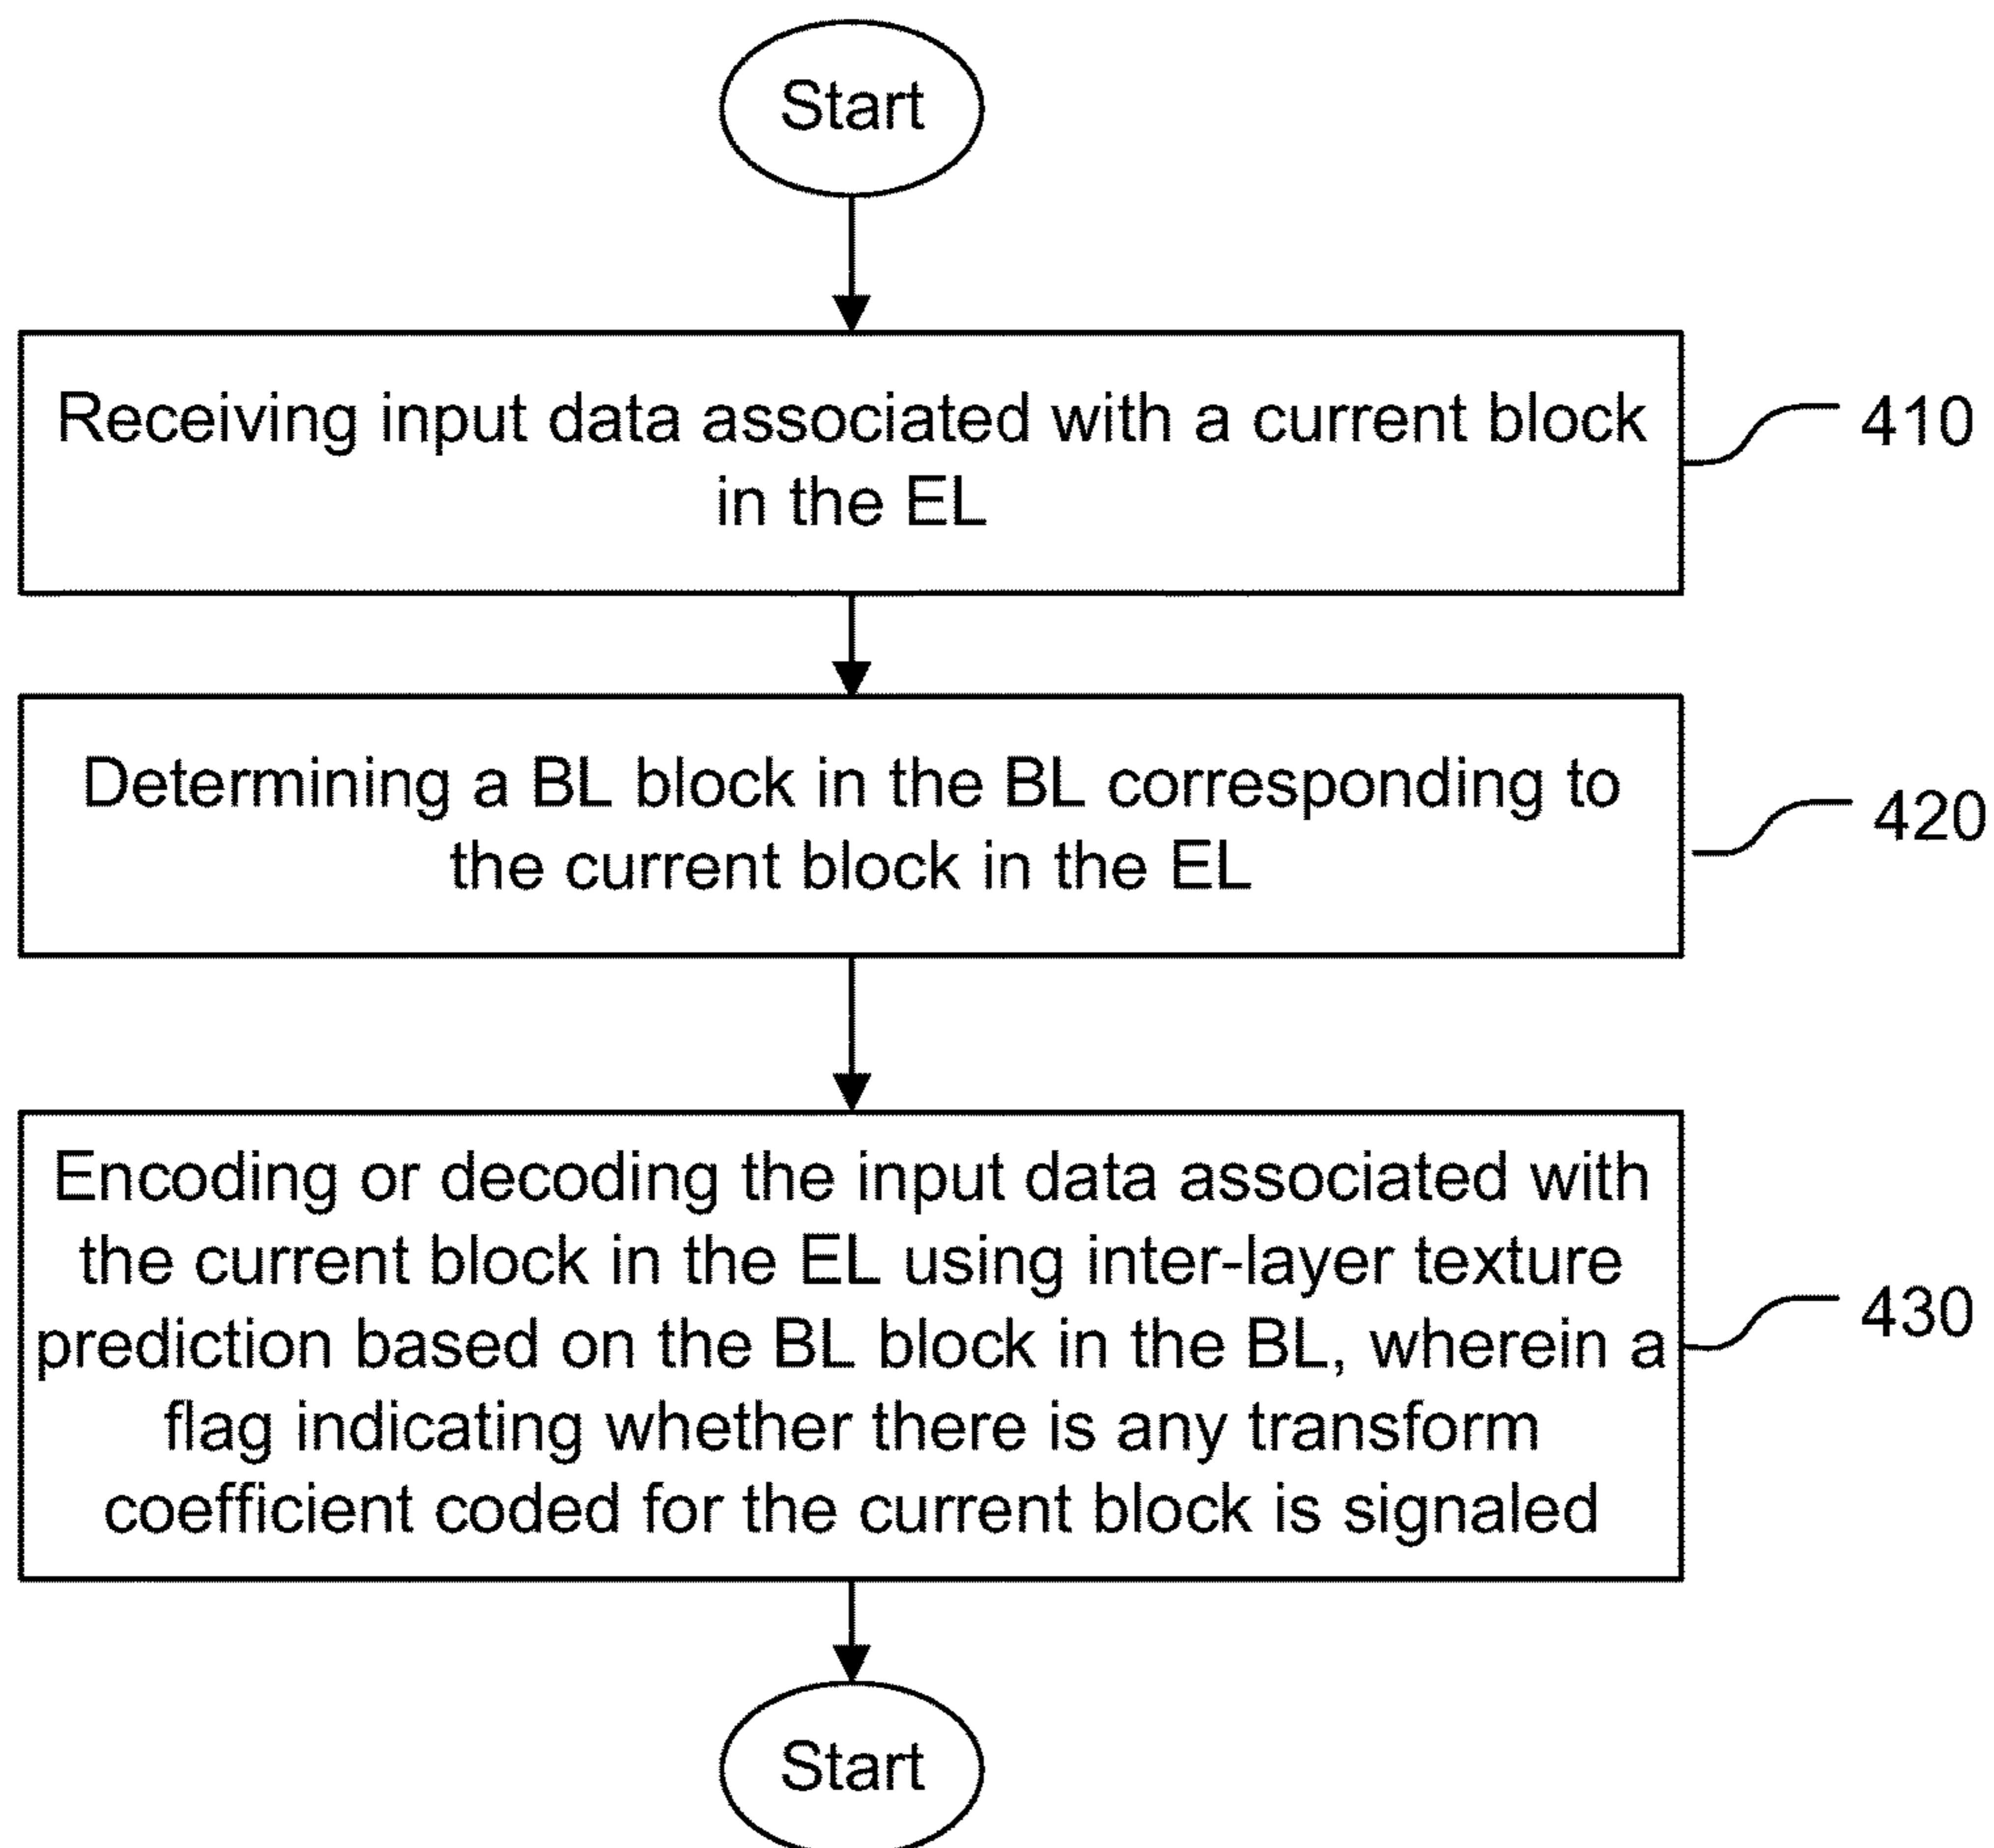 Start
Receiving input data associated with a current block
in the EL
410
Determining a BL block in the BL corresponding to
the current block in the EL
420
Encoding or decoding the input data associated with
the current block in the EL using inter-layer texture
prediction based on the BL block in the BL, wherein a
flag indicating whether there is any transform
coefficient coded for the current block is signaled
430
Start